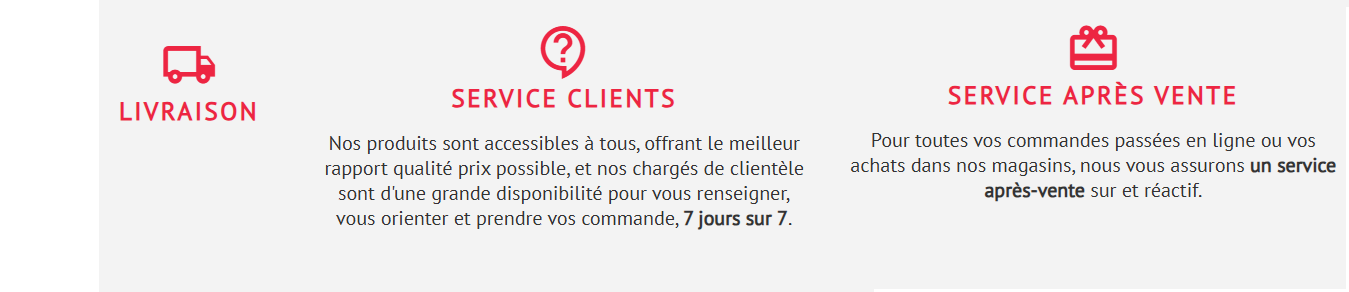 LIVRAISON
SERVICE CLIENTS
Nos produits sont accessibles à tous, offrant le meilleur
rapport qualité prix possible, et nos chargés de clientèle
sont d'une grande disponibilité pour vous renseigner,
vous orienter et prendre vos commande, 7 jours sur 7.
SERVICE APRÈS VENTE
Pour toutes vos commandes passées en ligne ou vos
achats dans nos magasins, nous vous assurons un service
après-vente sur et réactif.